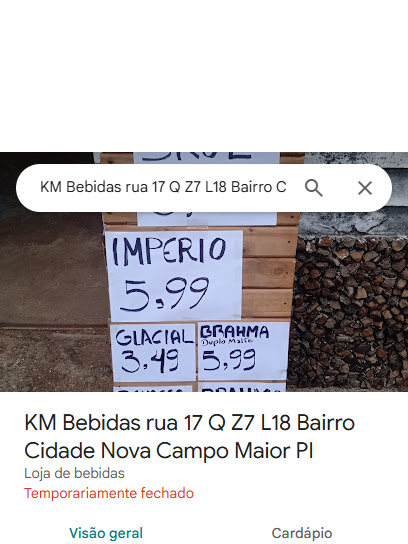 KM Bebidas rua 17 Q Z7 L18 Bairro C
IMPERIO
5,99
GLACIAL
3,49
BRAHMA
Duplo Malte
5,99
KM Bebidas rua 17 Q Z7 L18 Bairro
Cidade Nova Campo Maior PI
Loja de bebidas
Temporariamente fechado
Visão geral
Cardápio